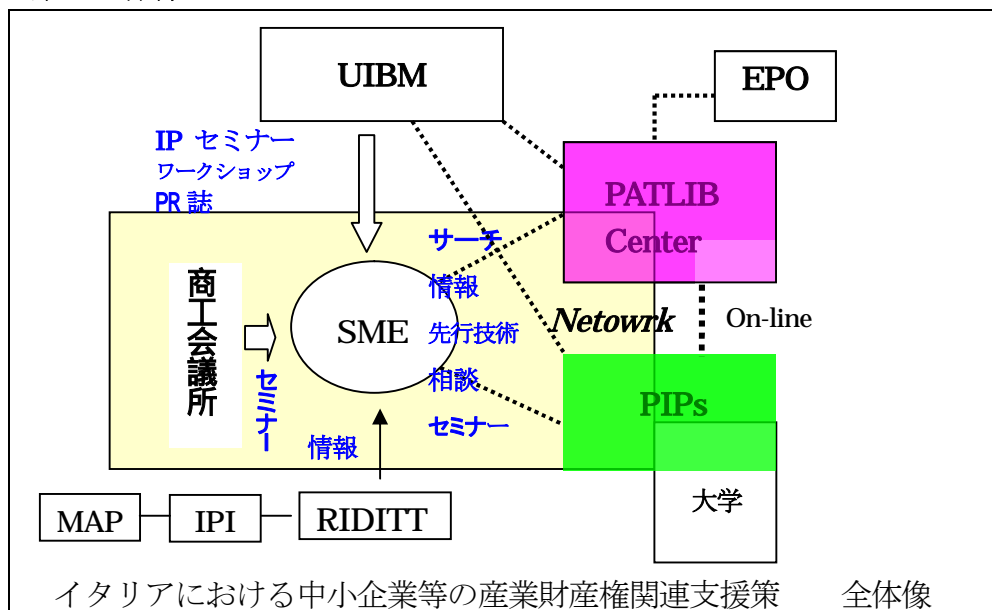 UIBM
EPO
IP セミナー
ワークショップ
PR 誌
PATLIB
Center
サーチ
情報
先行技術
相談
セミナー
商工会議所
セミナー
SME
Netowrk
On-line
PIPs
情報
大学
MAP
IPI
RIDITT
イタリアにおける中小企業等の産業財産権関連支援策　　全体像